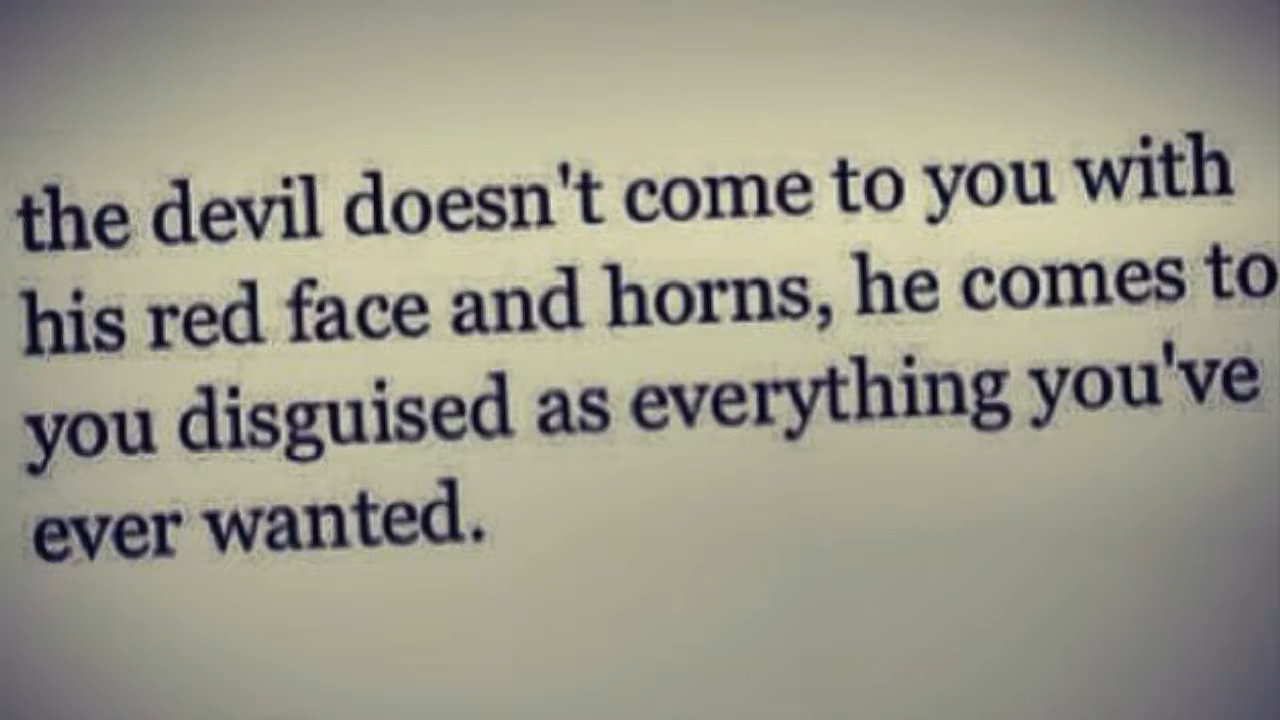 the devil doesn't come to you with
his red face and horns, he comes to
you disguised as everything you've
ever wanted.